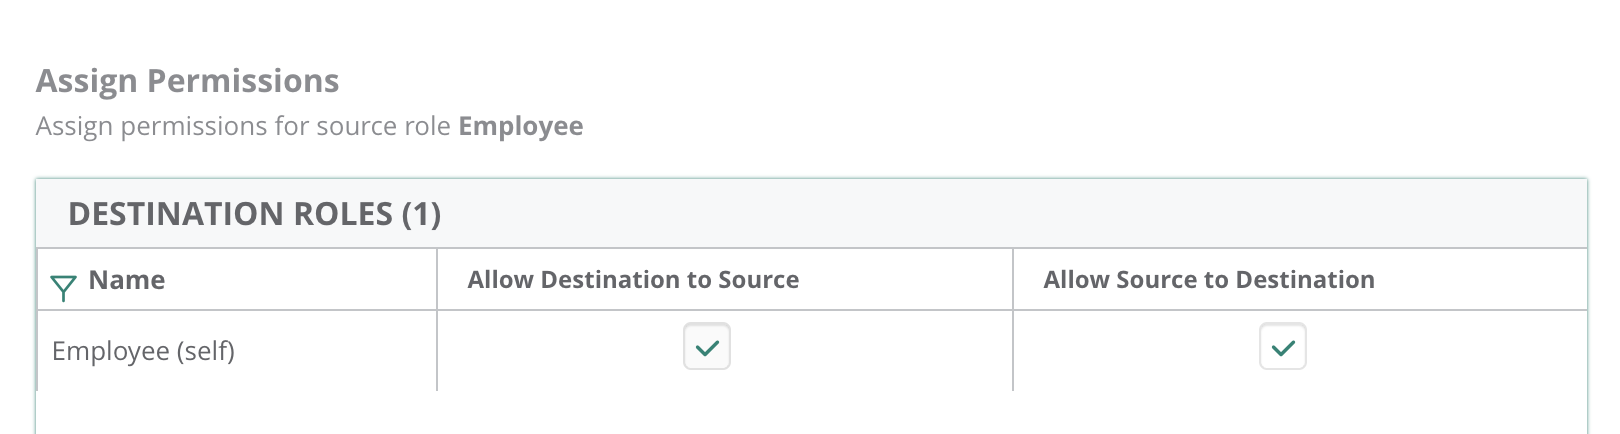 Assign Permissions
Assign permissions for source role Employee
DESTINATION ROLES (1)
Name Allow Destination to Source Allow Source to Destination
Employee (self)